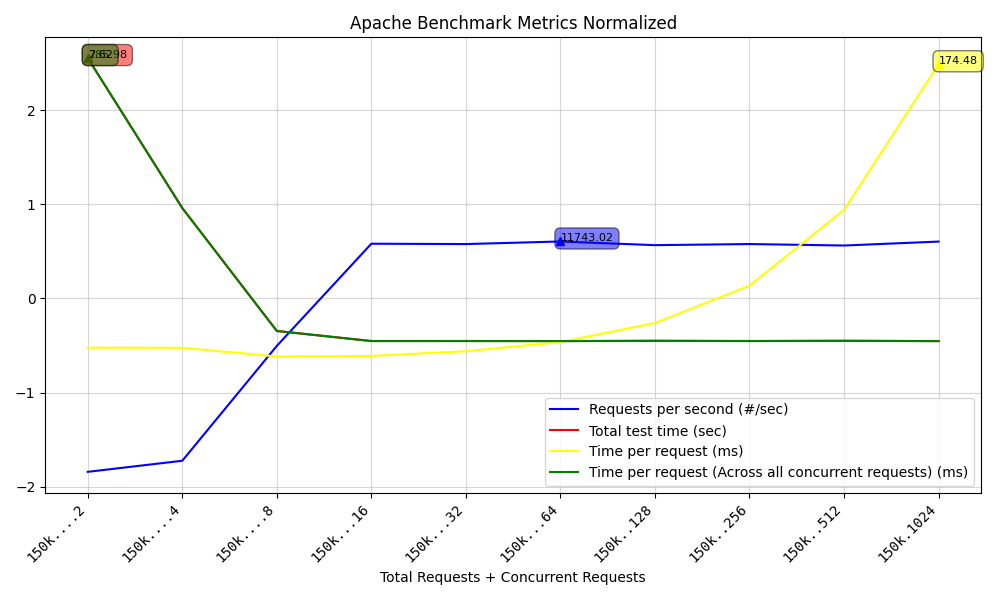 Apache Benchmark Metrics Normalized
174.48
11743.02
2
1
0
−1
−2
Requests per second (#/sec)
Total test time (sec)
Time per request (ms)
Time per request (Across all concurrent requests) (ms)
150k....2
150k....4
150k....8
150k...16
150k...32
150k...64
150k..128
150k..256
150k..512
150k.1024
Total Requests + Concurrent Requests